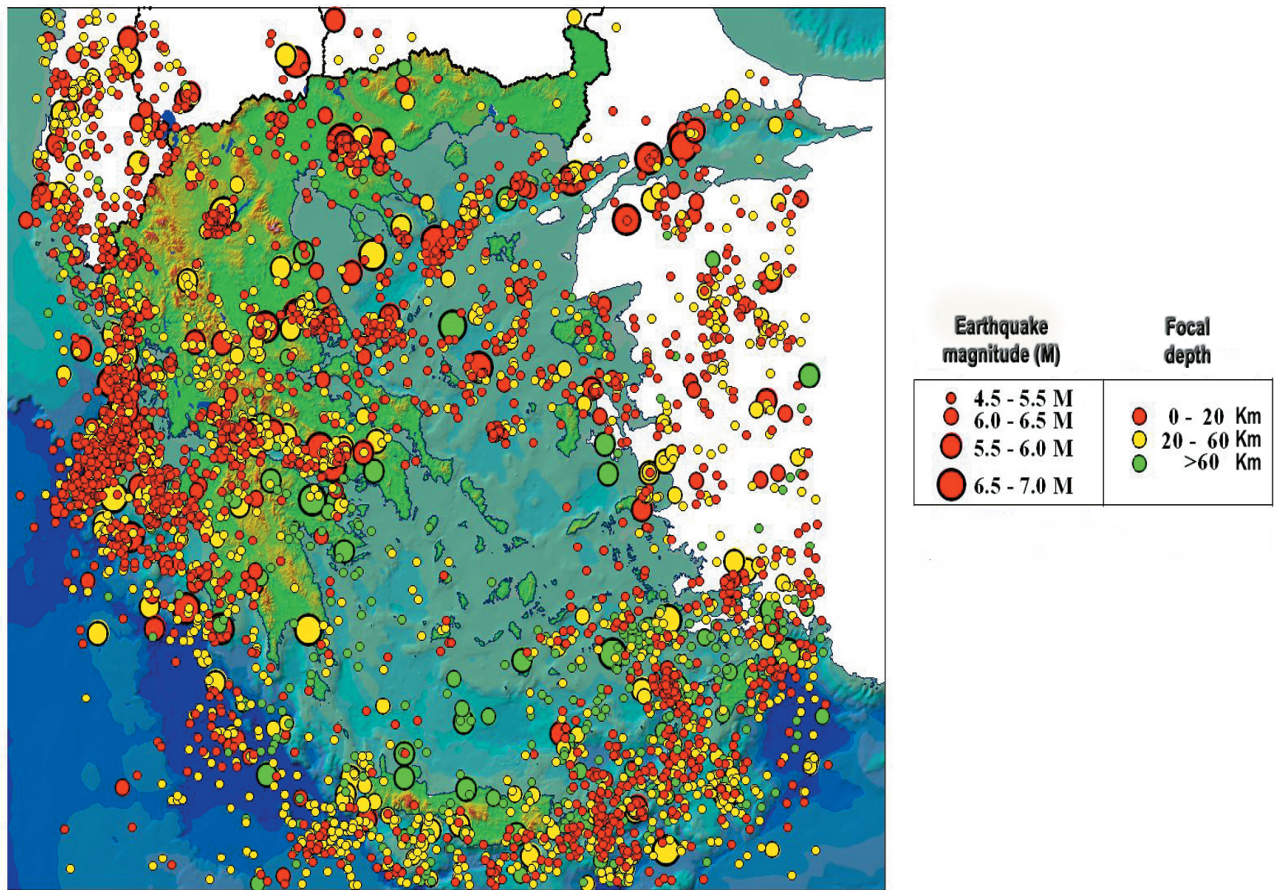 Earthquake
magnitude (M)
4.5 - 5.5 M
6.0 - 6.5 M
5.5 - 6.0 M
6.5 - 7.0 M
Focal
depth
0 - 20 Km
20 - 60 Km
>60 Km